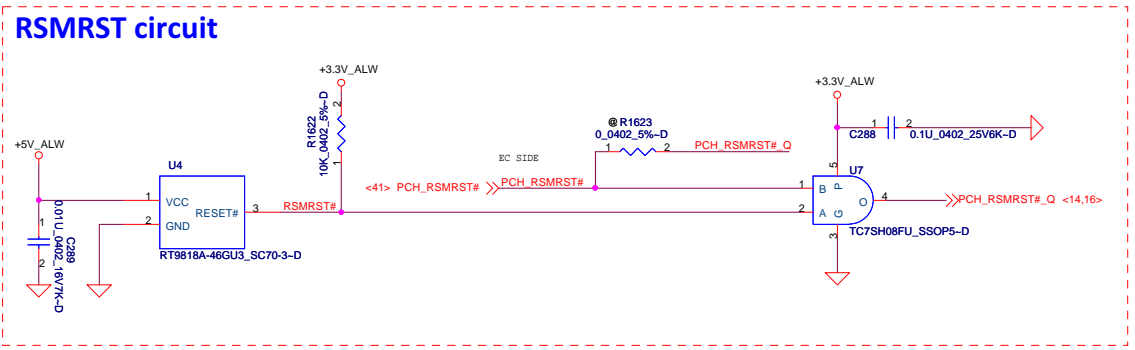 RSMRST circuit
+3.3V_ALW
+3.3V_ALW
2
R1622
10K_0402_5%~D
1
@ R1623
0_0402_5%~D
1
2
PCH_RSMRST#_Q
1
2
C288
0.1U_0402_25V6K~D
+5V_ALW
U4
EC SIDE
5
U7
<41> PCH_RSMRST#
PCH_RSMRST#
1
VCC
2
GND
RESET#
3
RSMRST#
1
B
P
2
A
G
O
4
PCH_RSMRST#_Q <14,16>
3
TC7SH08FU_SSOP5~D
1
2
C289
0.01U_0402_16V7K~D
RT9818A-46GU3_SC70-3~D